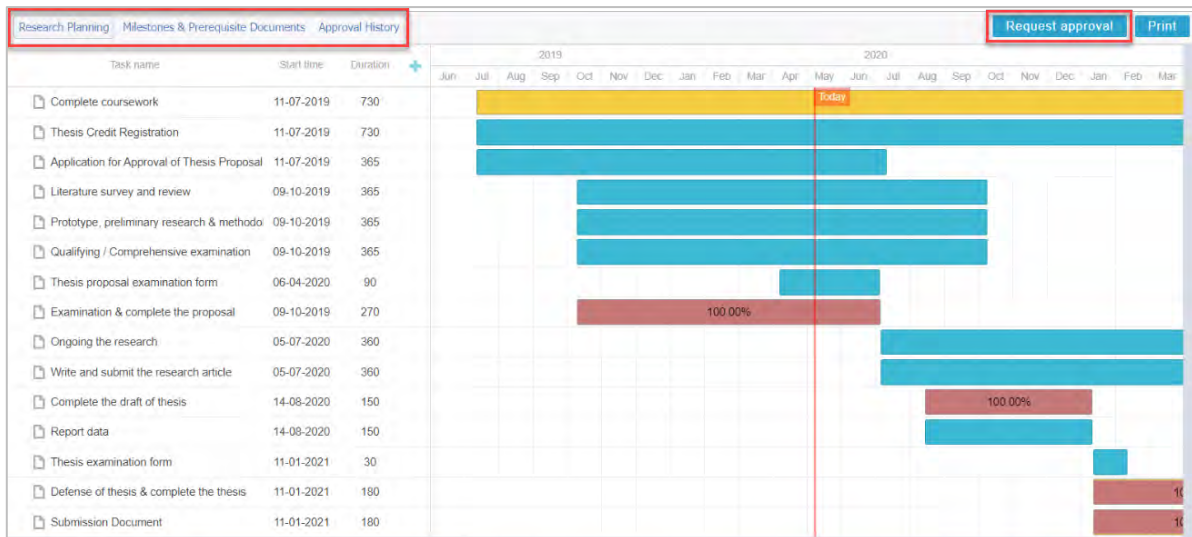 Research Planning Milestones & Prerequisite Documents Approval History Request approval Print
Task name Start time Duration 2019 2020
Jun Jul Aug Sep Oct Nov Dec Jan Feb Mar Apr May Jun Jul Aug Sep Oct Nov Dec Jan Feb Mar
Complete coursework 11-07-2019 730 Today
Thesis Credit Registration 11-07-2019 730
Application for Approval of Thesis Proposal 11-07-2019 365
Literature survey and review 09-10-2019 365
Prototype, preliminary research & methodol 09-10-2019 365
Qualifying / Comprehensive examination 09-10-2019 365
Thesis proposal examination form 06-04-2020 90
Examination & complete the proposal 09-10-2019 270 100.00%
Ongoing the research 05-07-2020 360
Write and submit the research article 05-07-2020 360
Complete the draft of thesis 14-08-2020 150 100.00%
Report data 14-08-2020 150
Thesis examination form 11-01-2021 30
Defense of thesis & complete the thesis 11-01-2021 180 10
Submission Document 11-01-2021 180 10